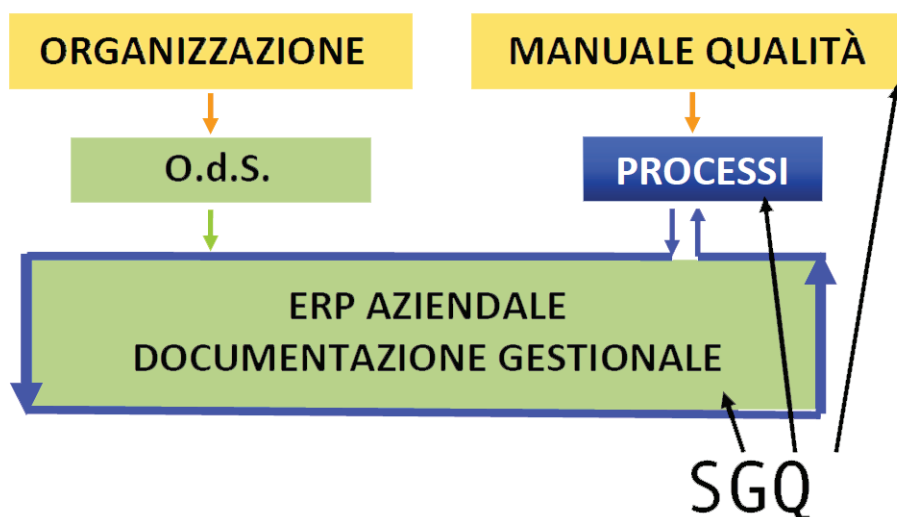 ORGANIZZAZIONE
MANUALE QUALITÀ
O.d.S.
PROCESSI
ERP AZIENDALE
DOCUMENTAZIONE GESTIONALE
SGQ